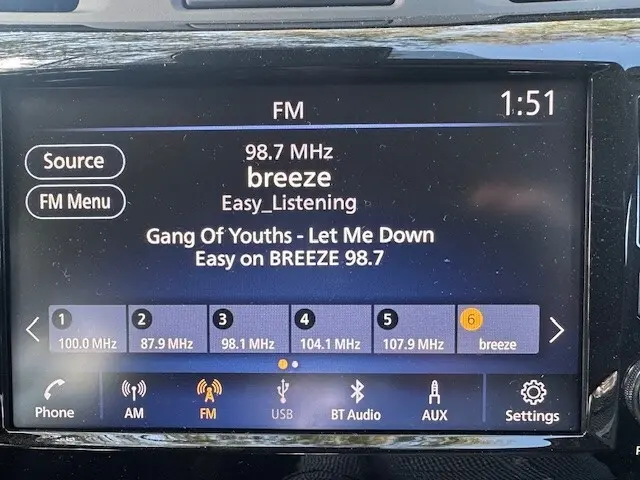 FM
1:51
Source
98.7 MHz
breeze
FM Menu
Easy_Listening
Gang Of Youths - Let Me Down
Easy on BREEZE 98.7
1
2
3
4
5
6
100.0 MHz
87.9 MHz
98.1 MHz
104.1 MHz
107.9 MHz
breeze
Phone
AM
FM
USB
BT Audio
AUX
Settings